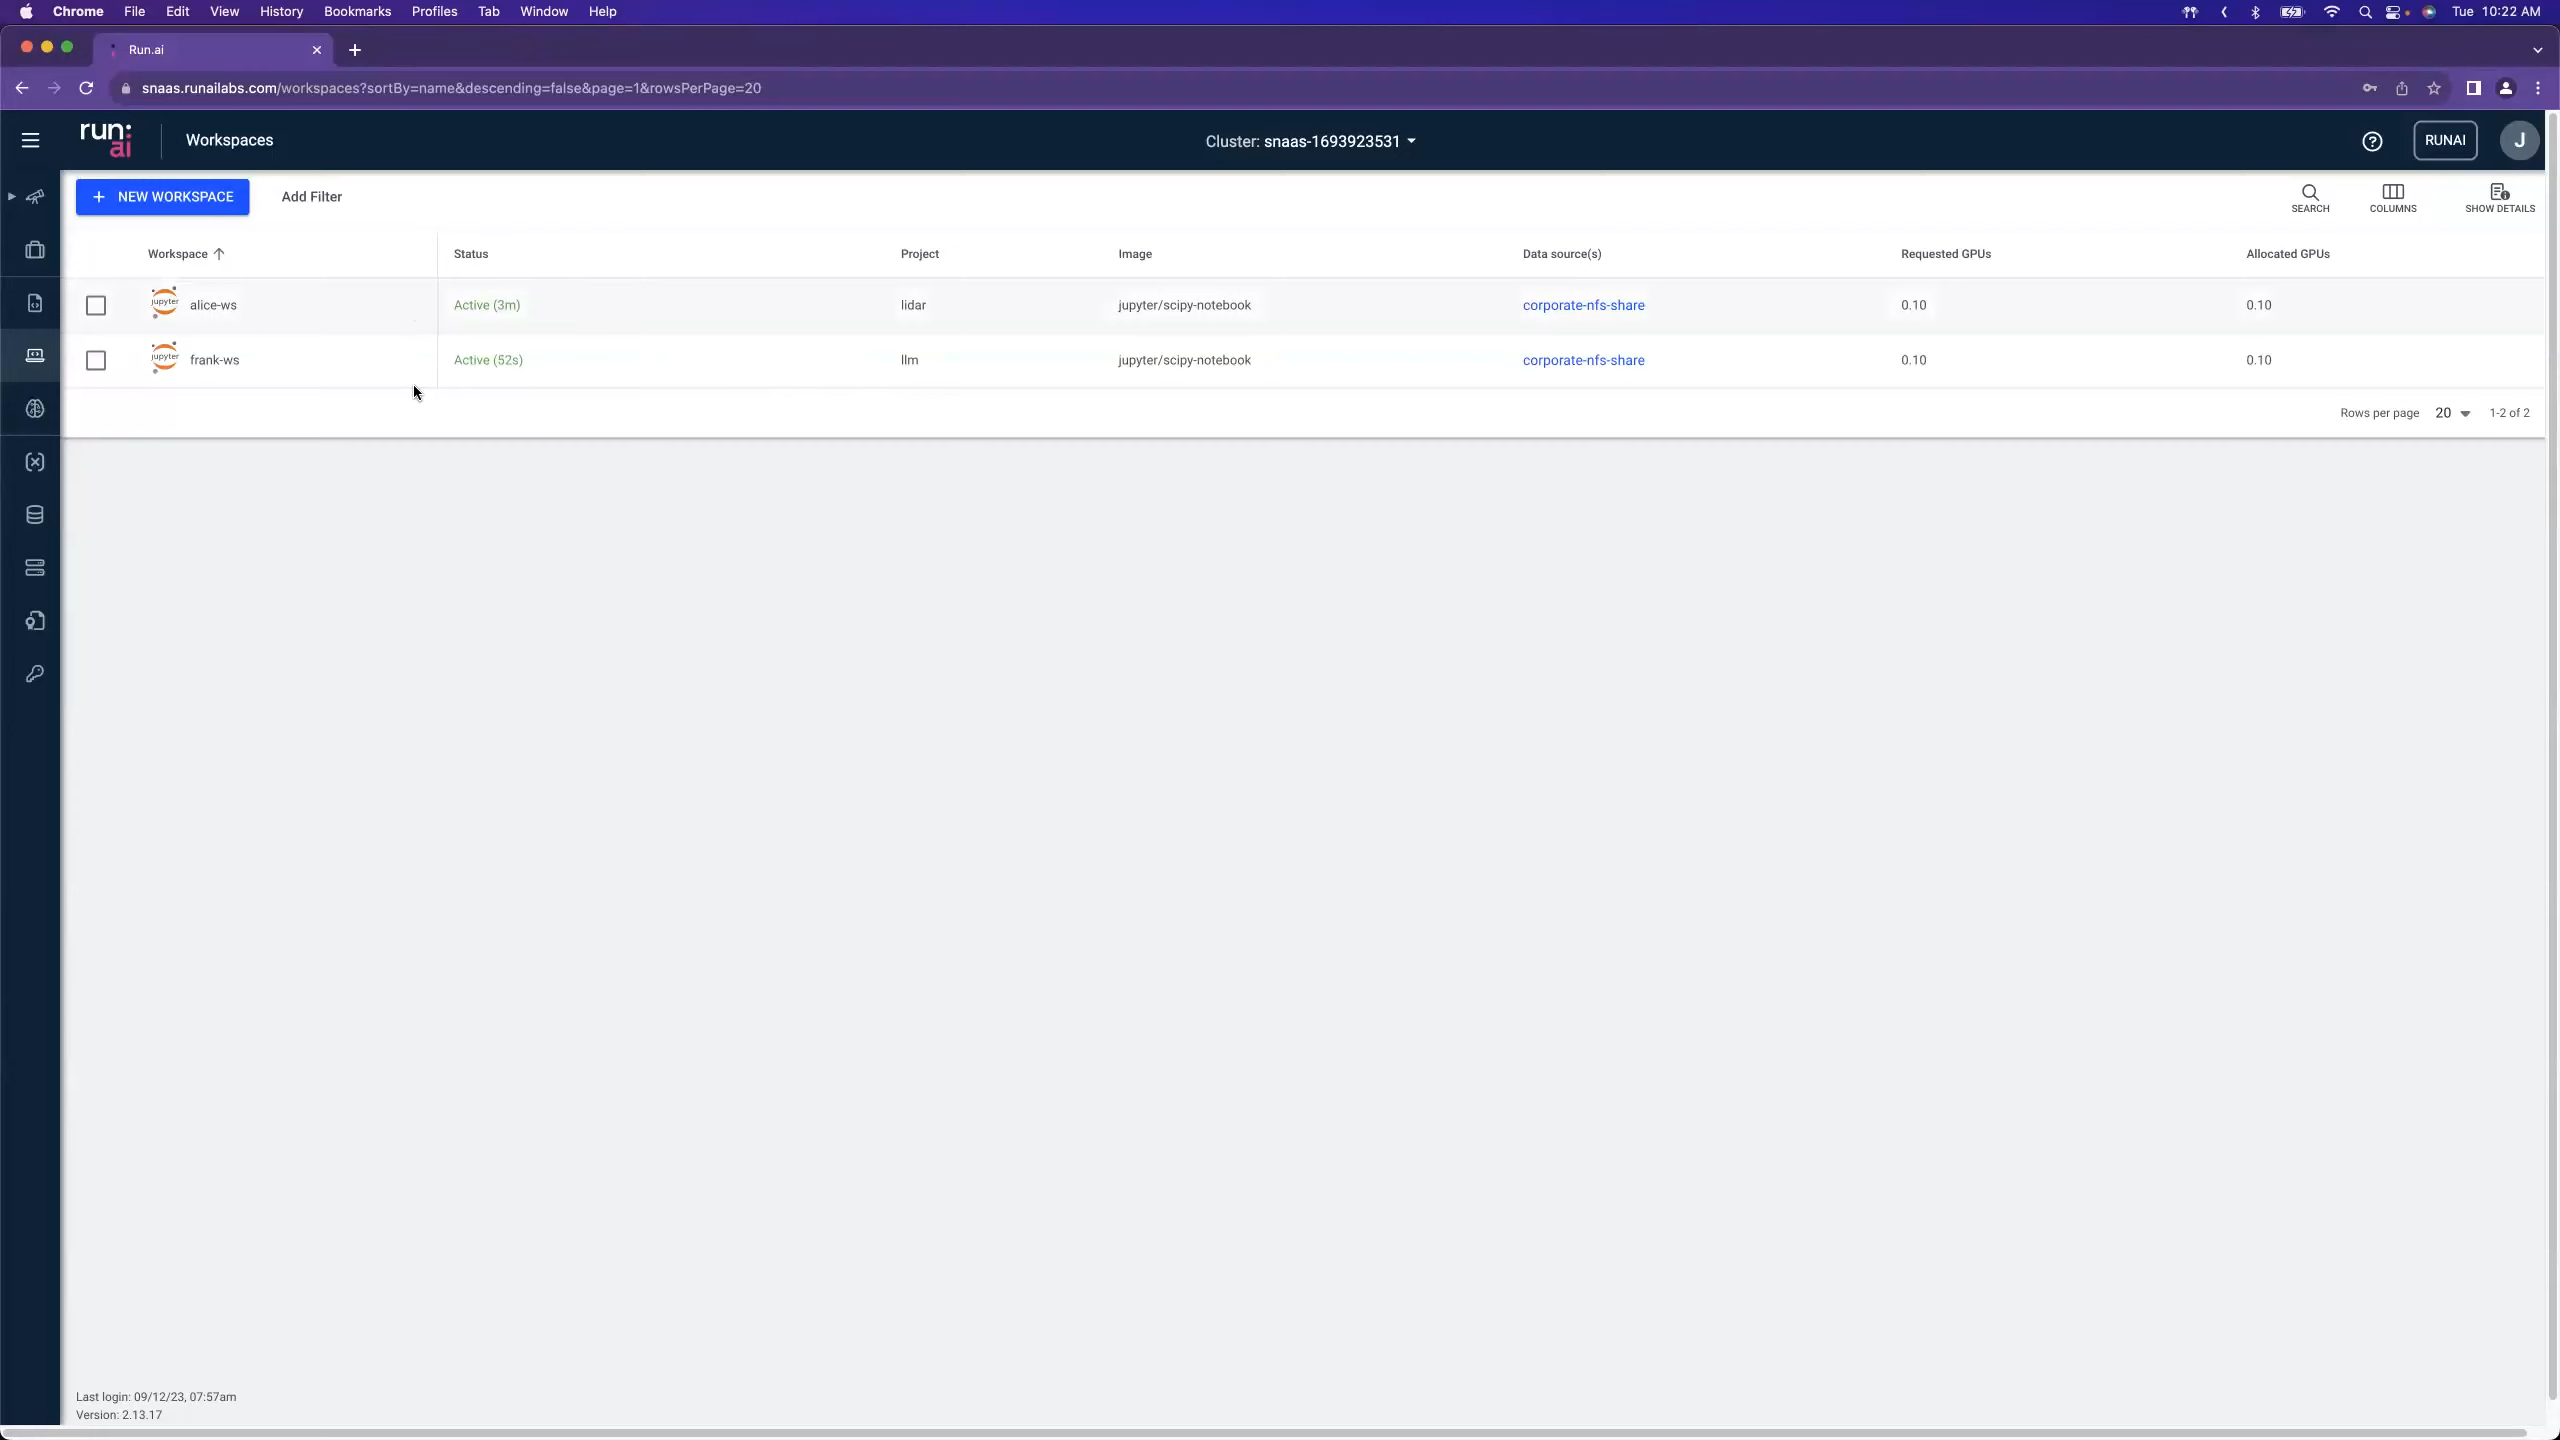 Chrome File Edit View History Bookmarks Profiles Tab Window Help Tue 10:22 AM
Run.ai
snaas.runailabs.com/workspaces?sortBy=name&descending=false&page=1&rowsPerPage=20
run:
ai
Workspaces
Cluster: snaas-1693923531
RUNAI
J
+ NEW WORKSPACE
Add Filter
SEARCH
COLUMNS
SHOW DETAILS
Workspace Status Project Image Data source(s) Requested GPUs Allocated GPUs
jupyter alice-ws Active (3m) lidar jupyter/scipy-notebook corporate-nfs-share 0.10 0.10
jupyter frank-ws Active (52s) llm jupyter/scipy-notebook corporate-nfs-share 0.10 0.10
Rows per page 20 1-2 of 2
Last login: 09/12/23, 07:57am
Version: 2.13.17